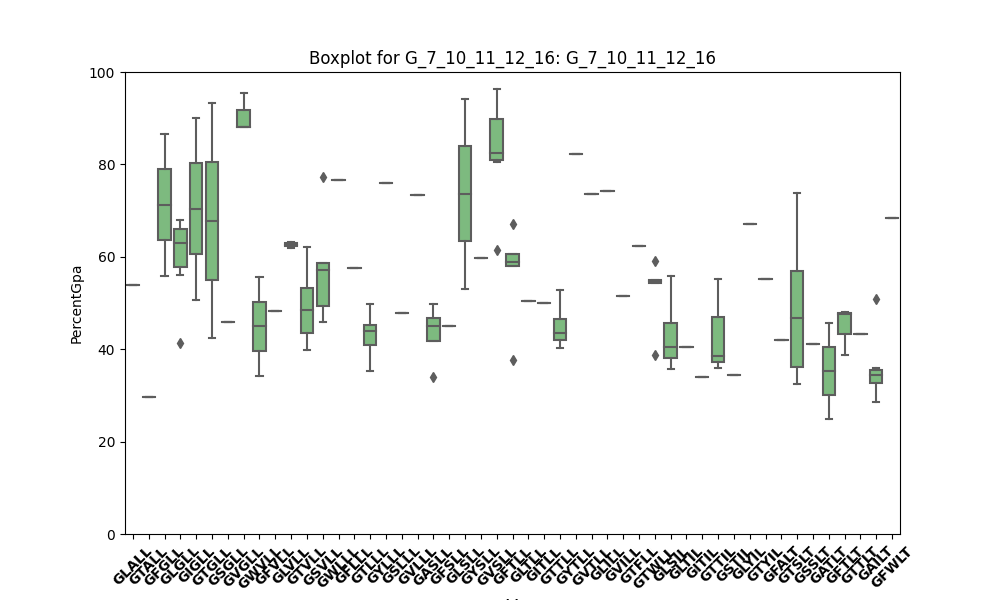 Boxplot for G_7_10_11_12_16: G_7_10_11_12_16
PercentGpa
100
80
60
40
20
0
GLALL
GTALL
GFGLL
GLGLL
GIGLL
GTGLL
GSGLL
GVGLL
GWVLL
GFVLL
GLVLL
GTVLL
GSVLL
GWLLL
GFLLL
GTLLL
GYLLL
GSLLL
GVLLL
GASLL
GFSLL
GLSLL
GYSLL
GVSLL
GFTLL
GLTLL
GITLL
GTTLL
GYTLL
GVTLL
GLILL
GVILL
GTFLL
GTWLL
GLSIL
GLTIL
GITIL
GTTIL
GSTIL
GLYIL
GTYIL
GFALT
GTSLT
GSSLT
GATLT
GFTLT
GTTLT
GAILT
GFWLT